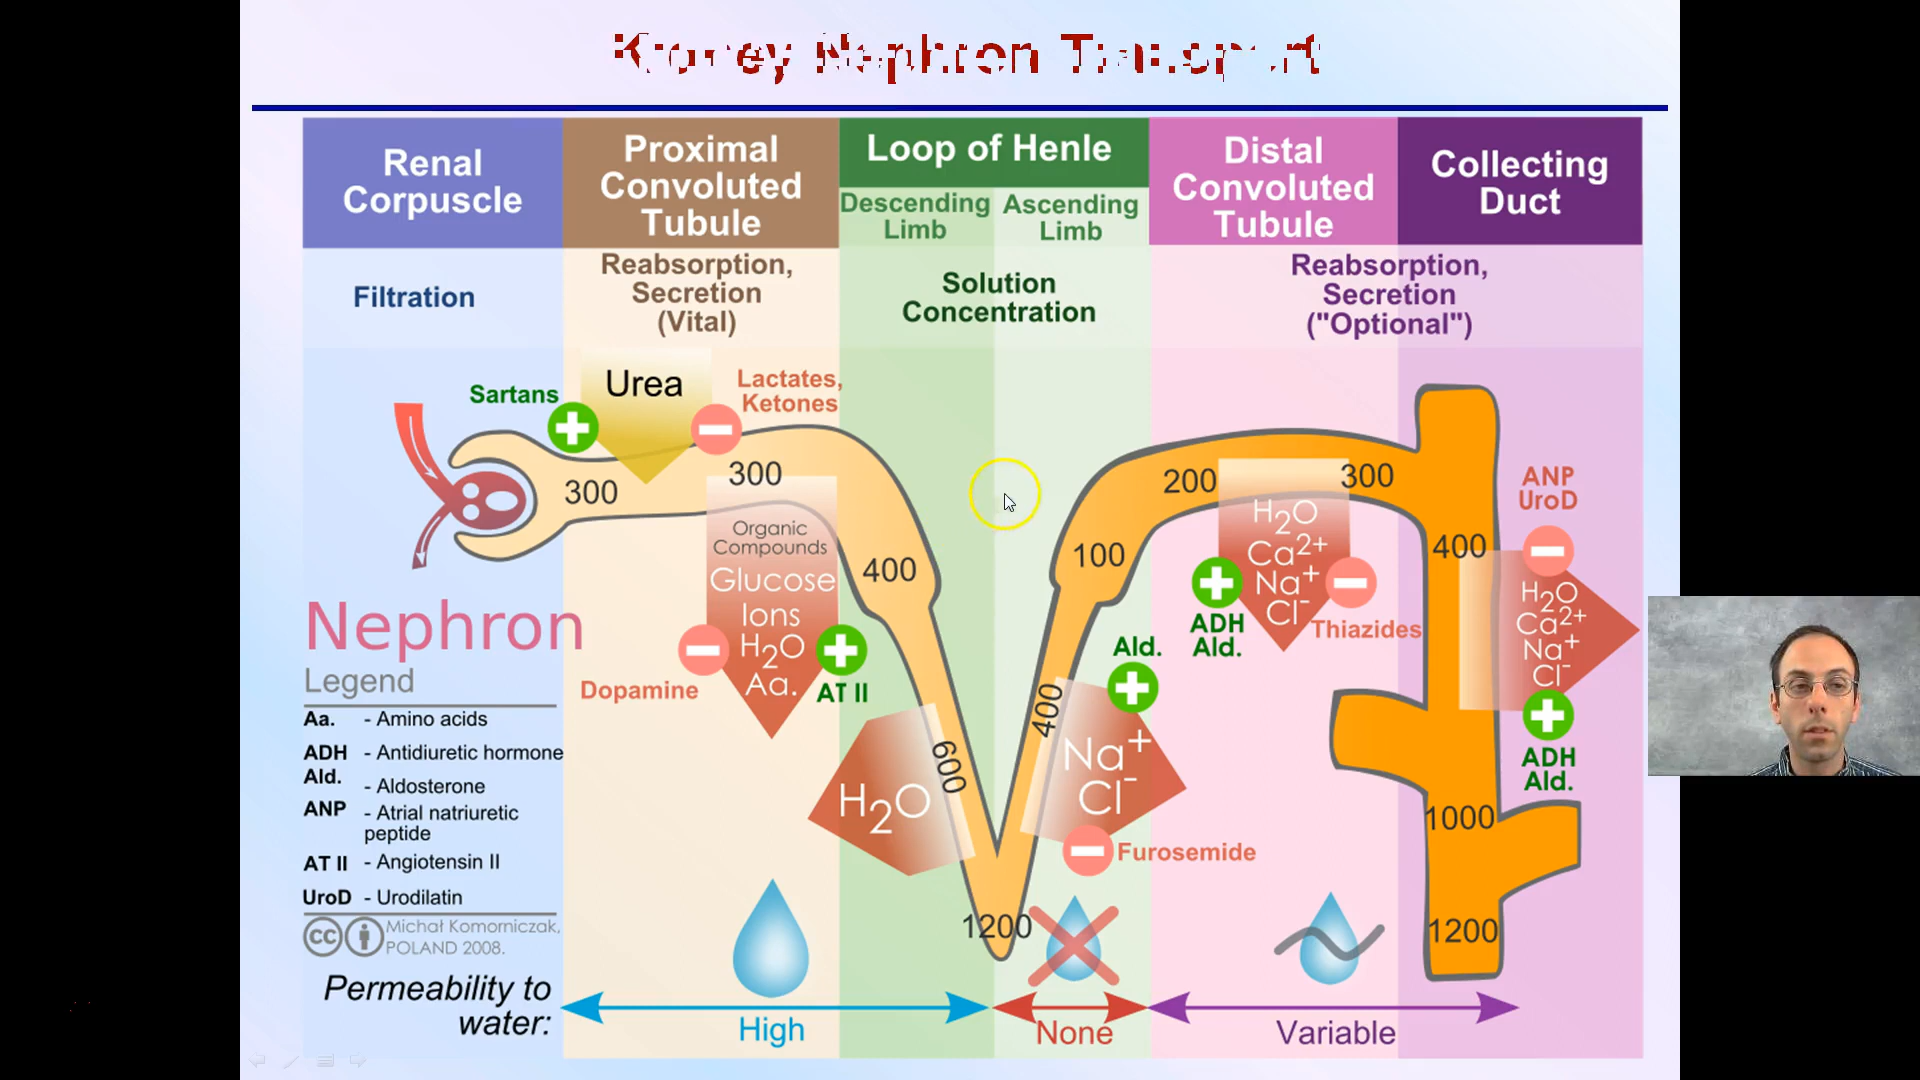 Kidney Nephron Transport
Renal
Corpuscle
Proximal
Convoluted
Tubule
Loop of Henle
Descending
Limb
Ascending
Limb
Distal
Convoluted
Tubule
Collecting
Duct
Filtration
Reabsorption,
Secretion
(Vital)
Solution
Concentration
Reabsorption,
Secretion
("Optional")
Sartans
Urea
Lactates,
Ketones
300
300
Organic
Compounds
Glucose
Ions
H2O
Aa.
Dopamine
AT II
400
600
H2O
1200
400
100
Ald.
Na+
Cl-
Furosemide
200
300
H2O
Ca2+
Na+
Cl-
ADH
Ald.
Thiazides
400
1000
1200
ANP
UroD
H2O
Ca2+
Na+
Cl-
ADH
Ald.
Nephron
Legend
Aa. - Amino acids
ADH - Antidiuretic hormone
Ald. - Aldosterone
ANP - Atrial natriuretic
peptide
AT II - Angiotensin II
UroD - Urodilatin
cc Michał Komorniczak,
POLAND 2008.
Permeability to
water:
High
None
Variable